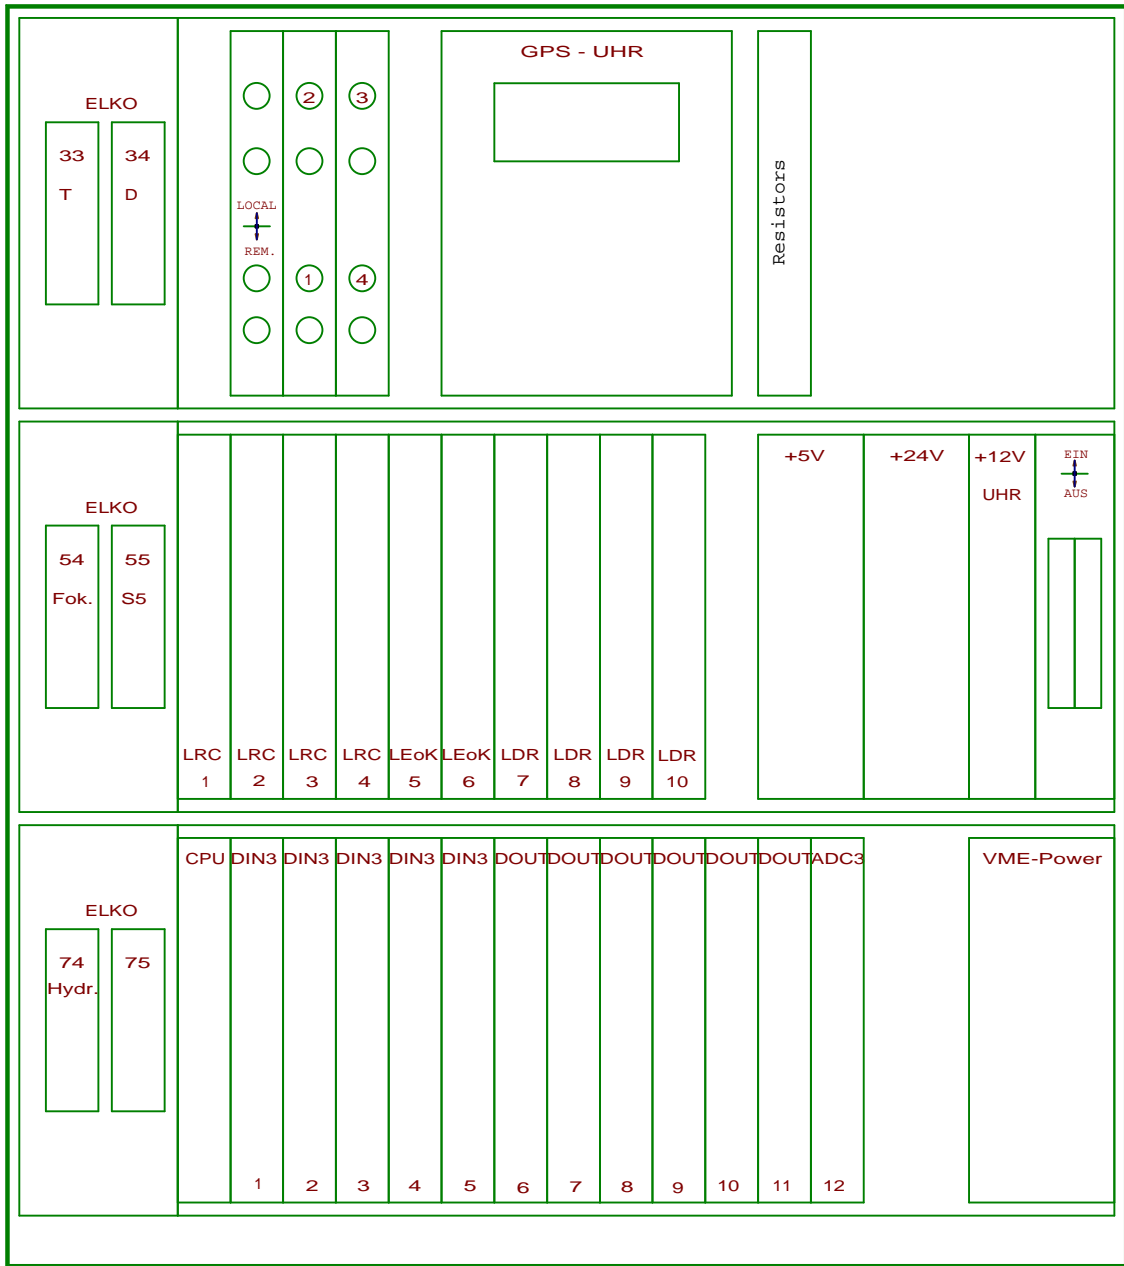 GPS - UHR
ELKO
2 3
33 34
T D
Resistors
LOCAL
REM.
1 4
+5V +24V +12V EIN
UHR AUS
ELKO
54 55
Fok. S5
LRC LRC LRC LRC LEoK LEoK LDR LDR LDR LDR
1 2 3 4 5 6 7 8 9 10
CPU DIN3 DIN3 DIN3 DIN3 DIN3 DOUT DOUT DOUT DOUT DOUT DOUT ADC3 VME-Power
ELKO
74 75
Hydr.
1 2 3 4 5 6 7 8 9 10 11 12